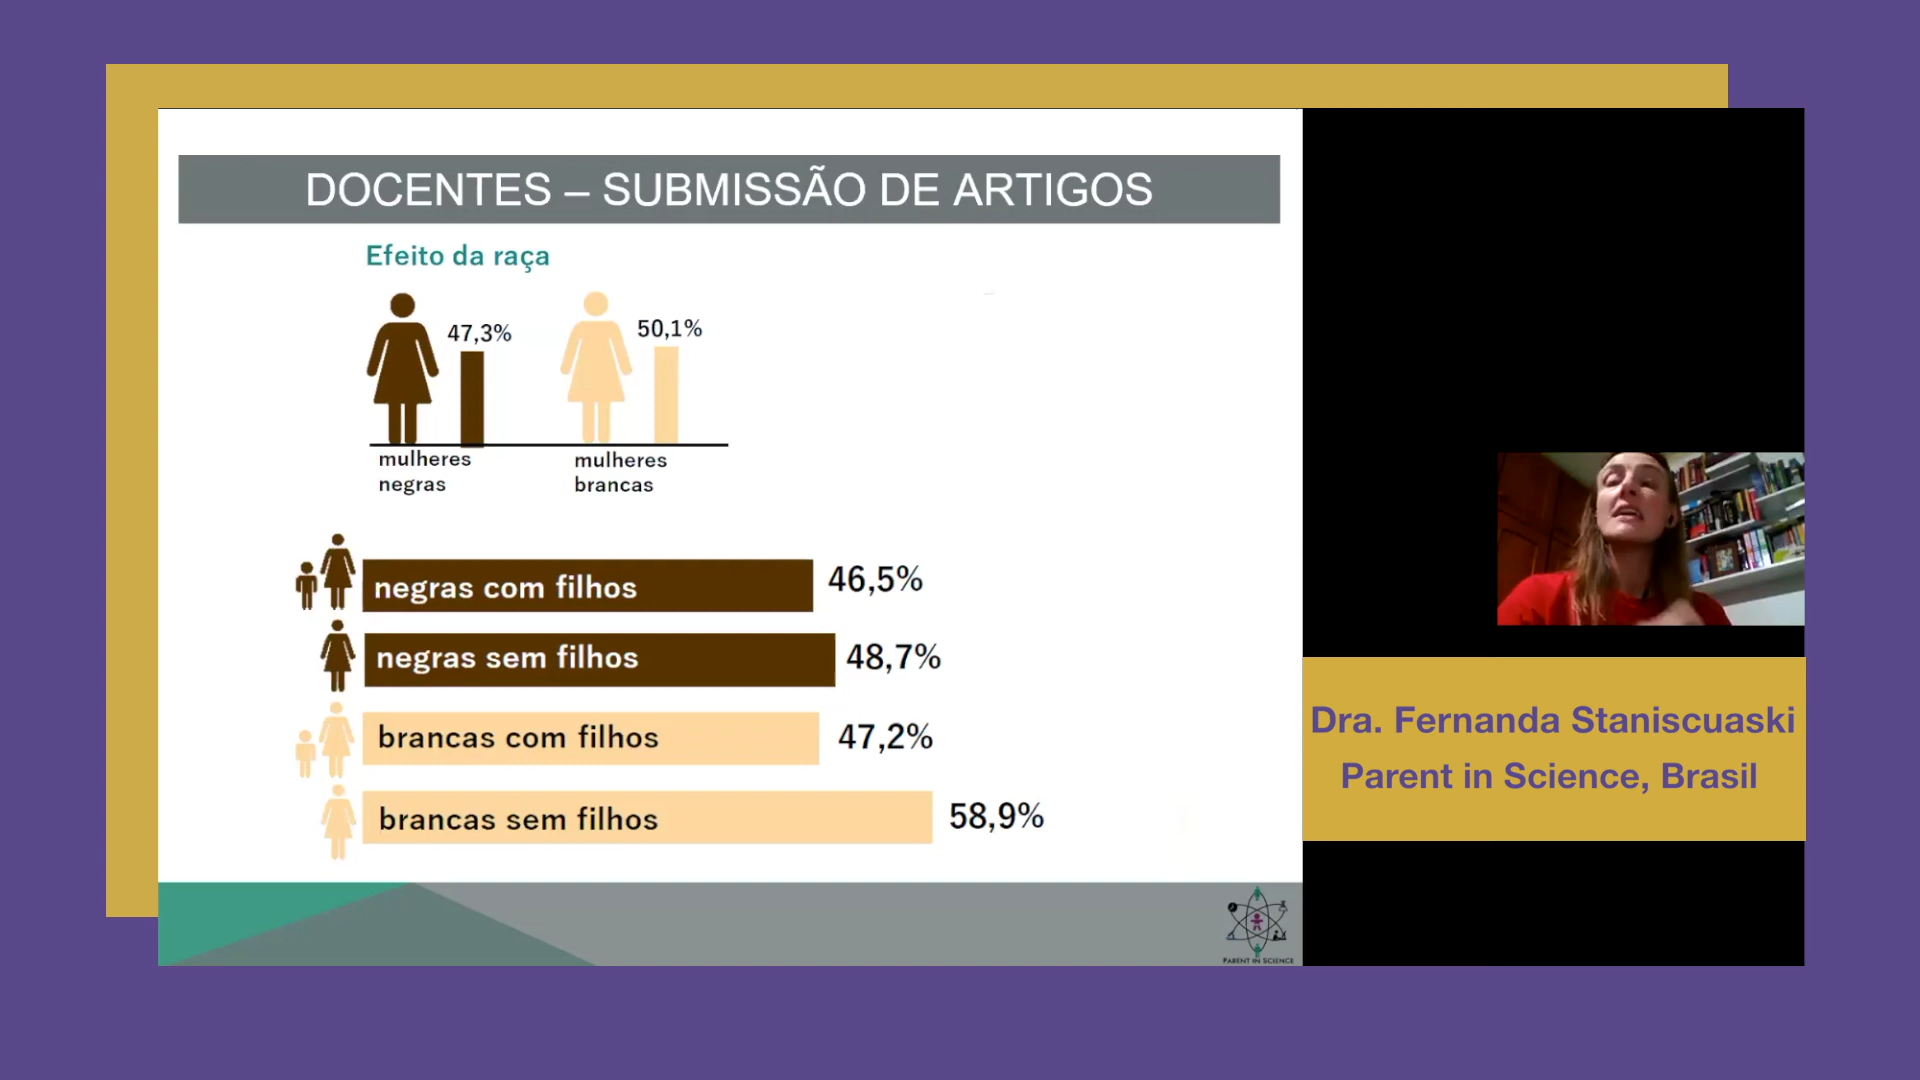 DOCENTES – SUBMISSÃO DE ARTIGOS
Efeito da raça
47,3%
50,1%
mulheres
negras
mulheres
brancas
negras com filhos
46,5%
negras sem filhos
48,7%
brancas com filhos
47,2%
brancas sem filhos
58,9%
PARENT IN SCIENCE
Dra. Fernanda Staniscuaski
Parent in Science, Brasil